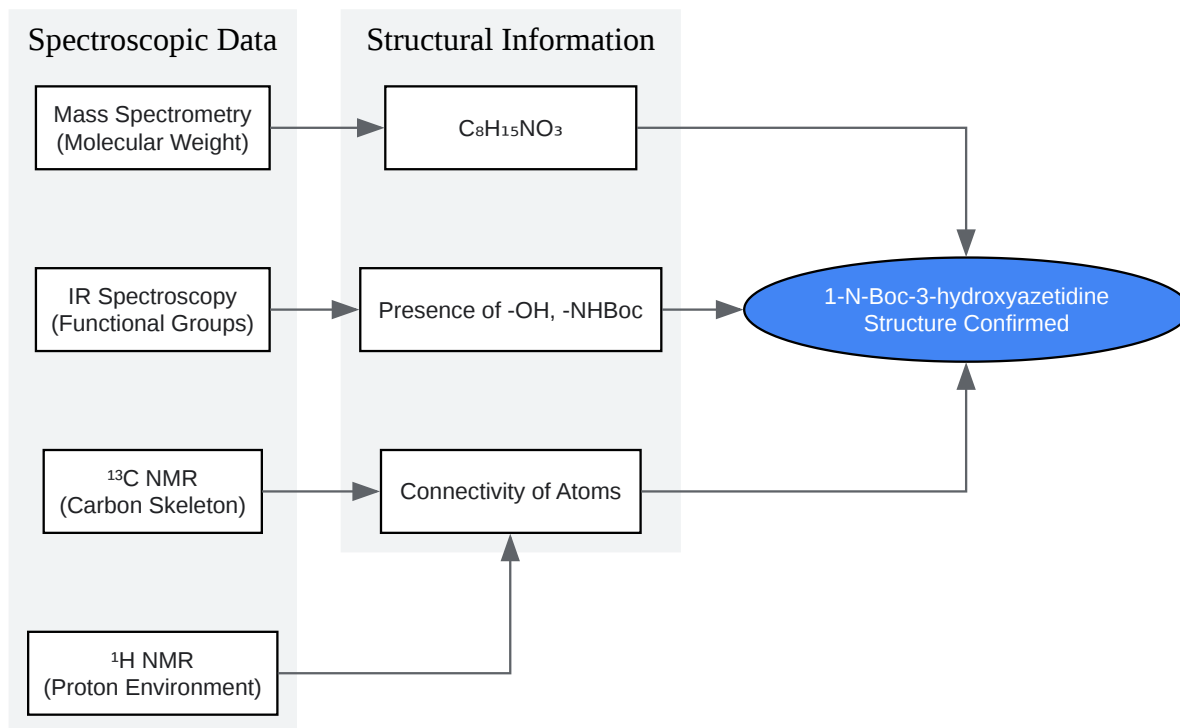 Spectroscopic Data
Structural Information
Mass Spectrometry
(Molecular Weight)
C₈H₁₅NO₃
IR Spectroscopy
(Functional Groups)
Presence of -OH, -NHBoc
1-N-Boc-3-hydroxyazetidine
Structure Confirmed
¹³C NMR
(Carbon Skeleton)
Connectivity of Atoms
¹H NMR
(Proton Environment)